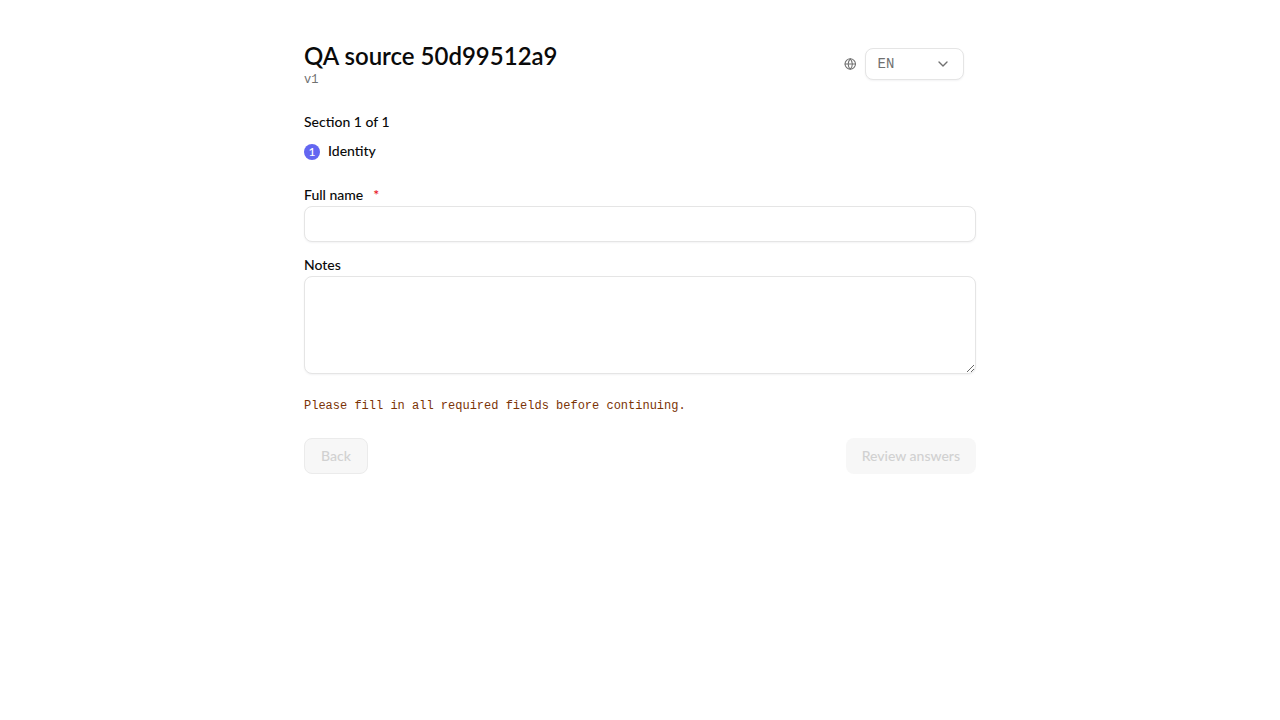 QA source 50d99512a9
v1
EN
Section 1 of 1
1 Identity
Full name *
Notes
Please fill in all required fields before continuing.
Back
Review answers